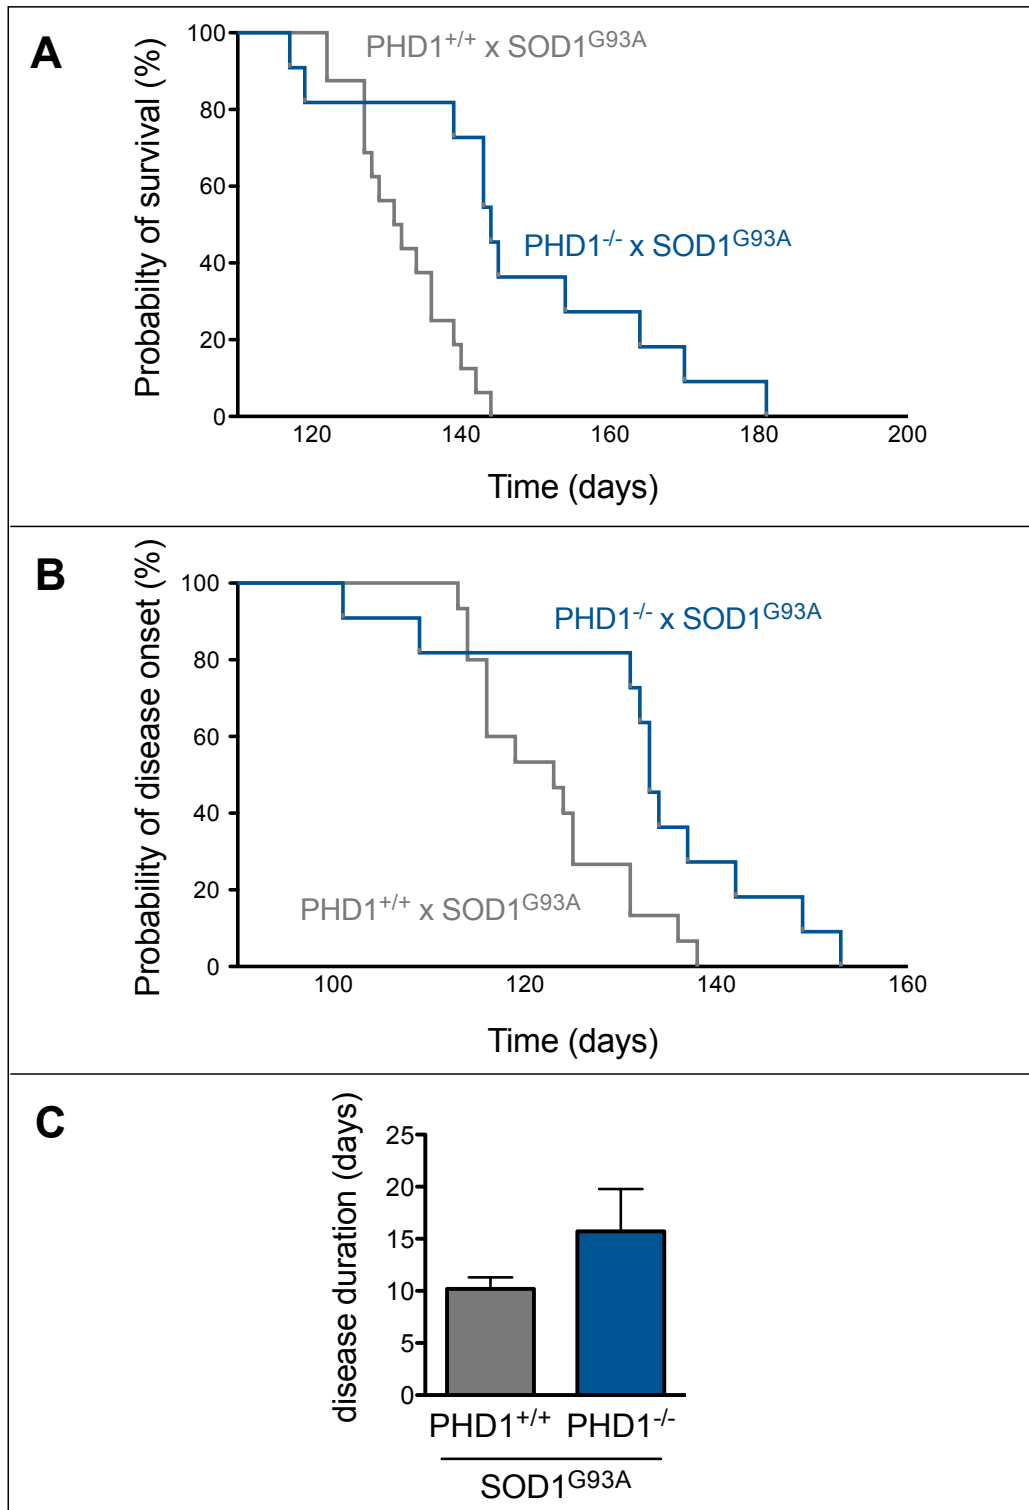 A
Probabilty of survival (%)
100
80
60
40
20
0
PHD1+/+ x SOD1G93A
PHD1-/- x SOD1G93A
120 140 160 180 200
Time (days)
B
Probability of disease onset (%)
100
80
60
40
20
0
PHD1-/- x SOD1G93A
PHD1+/+ x SOD1G93A
100 120 140 160
Time (days)
C
disease duration (days)
25
20
15
10
5
0
PHD1+/+ PHD1-/-
SOD1G93A